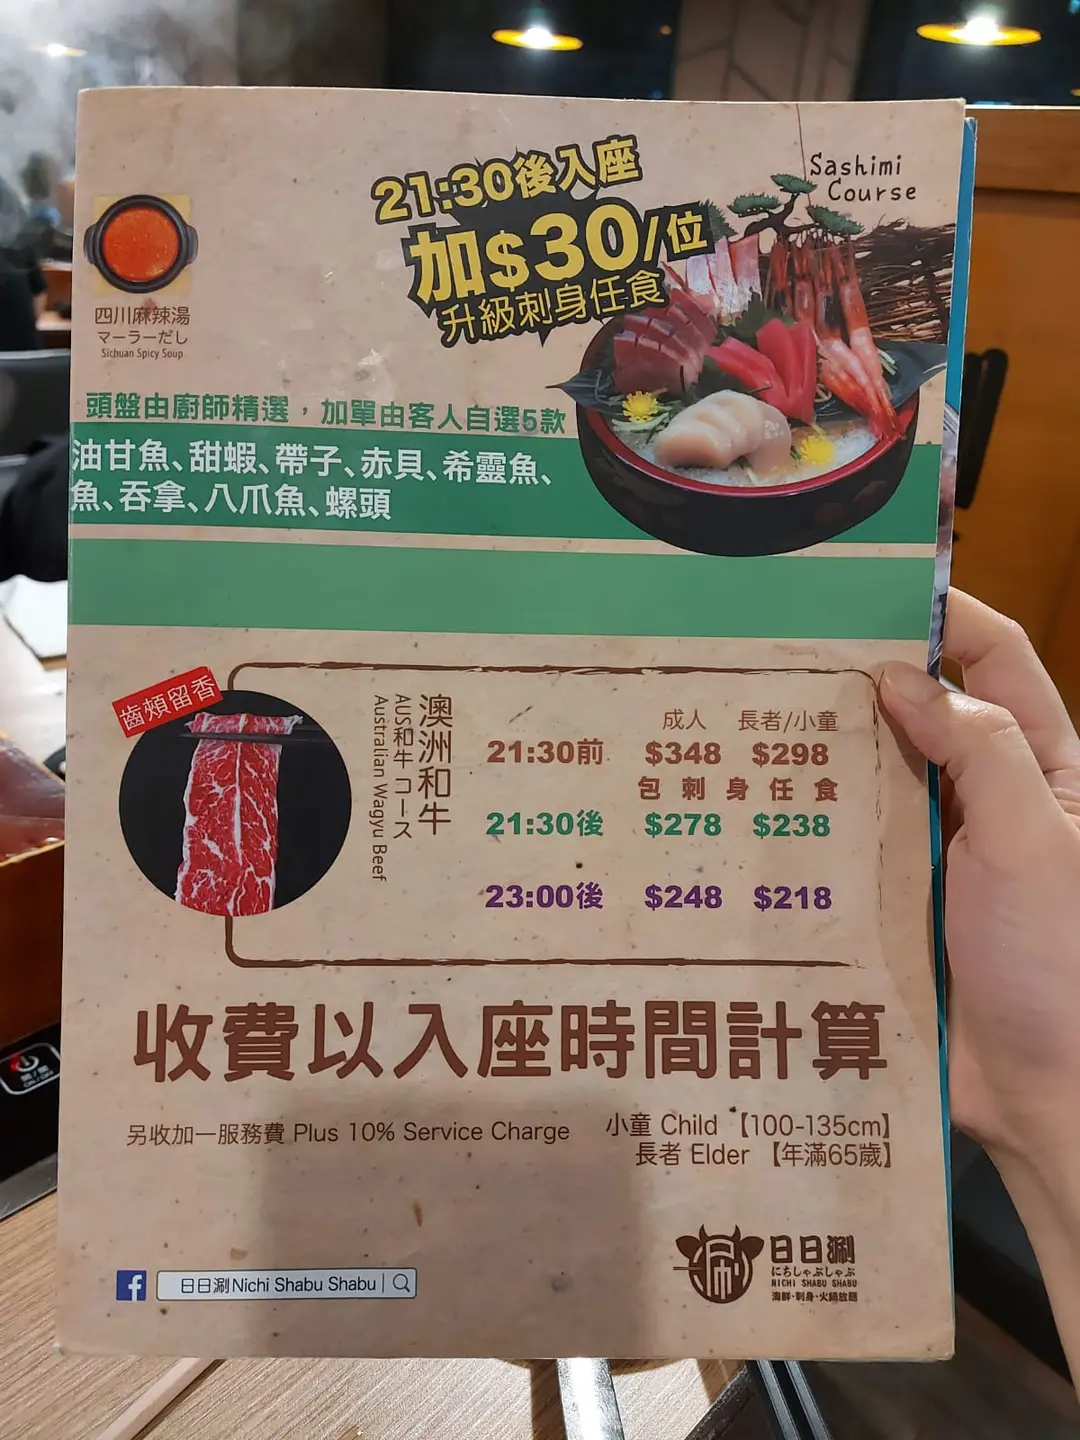 21:30後入座
加$30/位
升級刺身任食
Sashimi
Course
四川麻辣湯
マーラーだし
Sichuan Spicy Soup
頭盤由廚師精選，加單由客人自選5款
油甘魚、甜蝦、帶子、赤貝、希靈魚、
魚、吞拿、八爪魚、螺頭
齒頰留香
澳洲和牛
AUS和牛コース
Australian Wagyu Beef
成人 長者/小童
21:30前 $348 $298
包刺身任食
21:30後 $278 $238
23:00後 $248 $218
收費以入座時間計算
另收加一服務費 Plus 10% Service Charge
小童 Child 【100-135cm】
長者 Elder 【年滿65歲】
日日涮Nichi Shabu Shabu
日日涮
にちしゃぶしゃぶ
NICHI SHABU SHABU
海鮮·刺身·火鍋放題